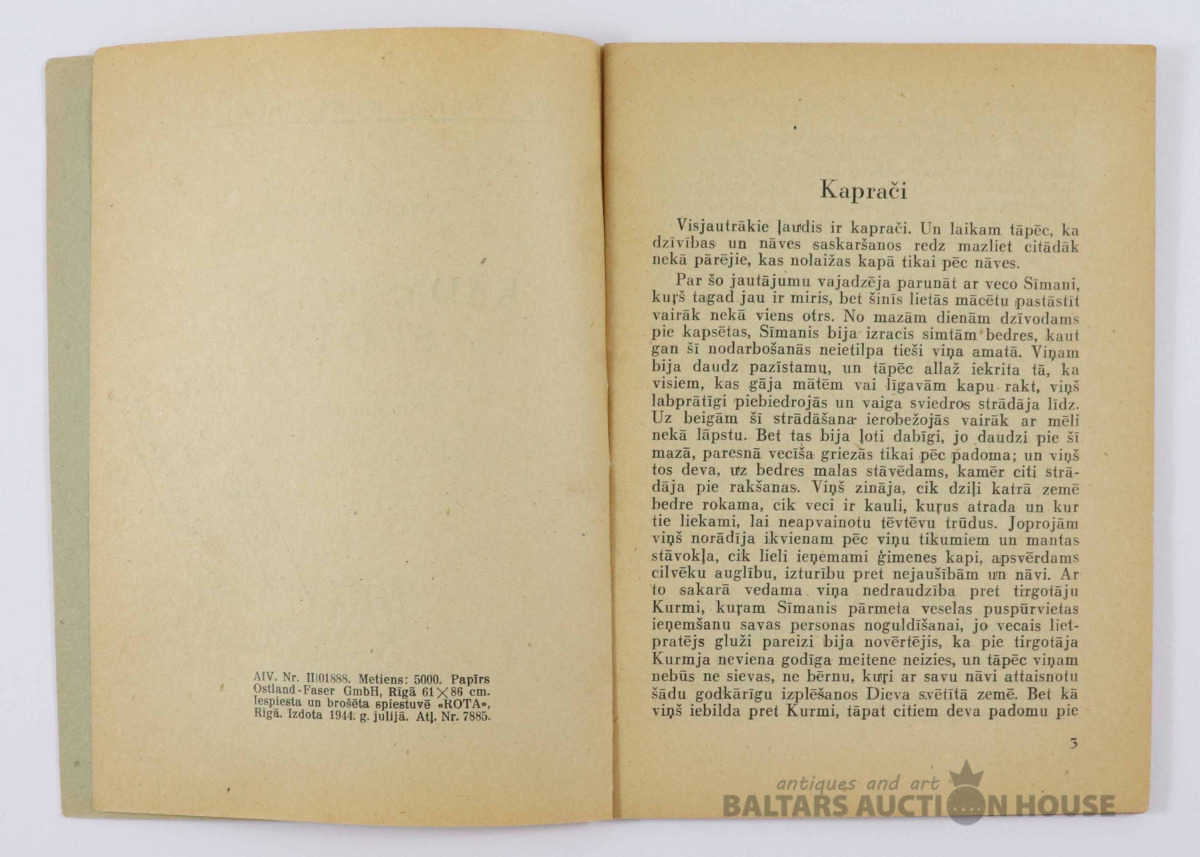 AIV. Nr. II|01888. Metiens: 5000. Papīrs
Ostland-Faser GmbH, Rīgā 61×86 cm.
Iespiesta un brošēta spiestuvē «ROTA»,
Rīgā. Izdota 1944. g. julijā. Atļ. Nr. 7885.
Kaprači
Visjautrākie ļaudis ir kaprači. Un laikam tāpēc, ka
dzīvības un nāves saskaršanos redz mazliet citādāk
nekā pārējie, kas nolaižas kapā tikai pēc nāves.
Par šo jautājumu vajadzēja parunāt ar veco Sīmani,
kuŗš tagad jau ir miris, bet šinīs lietās mācētu pastāstīt
vairāk nekā viens otrs. No mazām dienām dzīvodams
pie kapsētas, Sīmanis bija izracis simtām bedres, kaut
gan šī nodarbošanās neietilpa tieši viņa amatā. Viņam
bija daudz pazīstamu, un tāpēc allaž iekrita tā, ka
visiem, kas gāja mātēm vai līgavām kapu rakt, viņš
labprātīgi piebiedrojās un vaiga sviedros strādāja līdz.
Uz beigām šī strādāšana ierobežojās vairāk ar mēli
nekā lāpstu. Bet tas bija ļoti dabīgi, jo daudzi pie šī
mazā, paresnā vecīša griezās tikai pēc padoma; un viņš
tos deva, uz bedres malas stāvēdams, kamēr citi strā-
dāja pie rakšanas. Viņš zināja, cik dziļi katrā zemē
bedre rokama, cik veci ir kauli, kuŗus atrada un kur
tie liekami, lai neapvainotu tēvtēvu trūdus. Joprojām
viņš norādīja ikvienam pēc viņu tikumiem un mantas
stāvokļa, cik lieli ieņemami ģimenes kapi, apsvērdams
cilvēku auglību, izturību pret nejaušībām un nāvi. Ar
to sakarā vedama viņa nedraudzība pret tirgotāju
Kurmi, kuŗam Sīmanis pārmeta veselas puspūrvietas
ieņemšanu savas personas noguldīšanai, jo vecais liet-
pratējs gluži pareizi bija novērtējis, ka pie tirgotāja
Kurmja neviena godīga meitene neizies, un tāpēc viņam
nebūs ne sievas, ne bērnu, kuŗi ar savu nāvi attaisnotu
šādu godkārīgu izplēšanos Dieva svētītā zemē. Bet kā
viņš iebilda pret Kurmi, tāpat citiem deva padomu pie
3
antiques and art
BALTARS AUCTION HOUSE